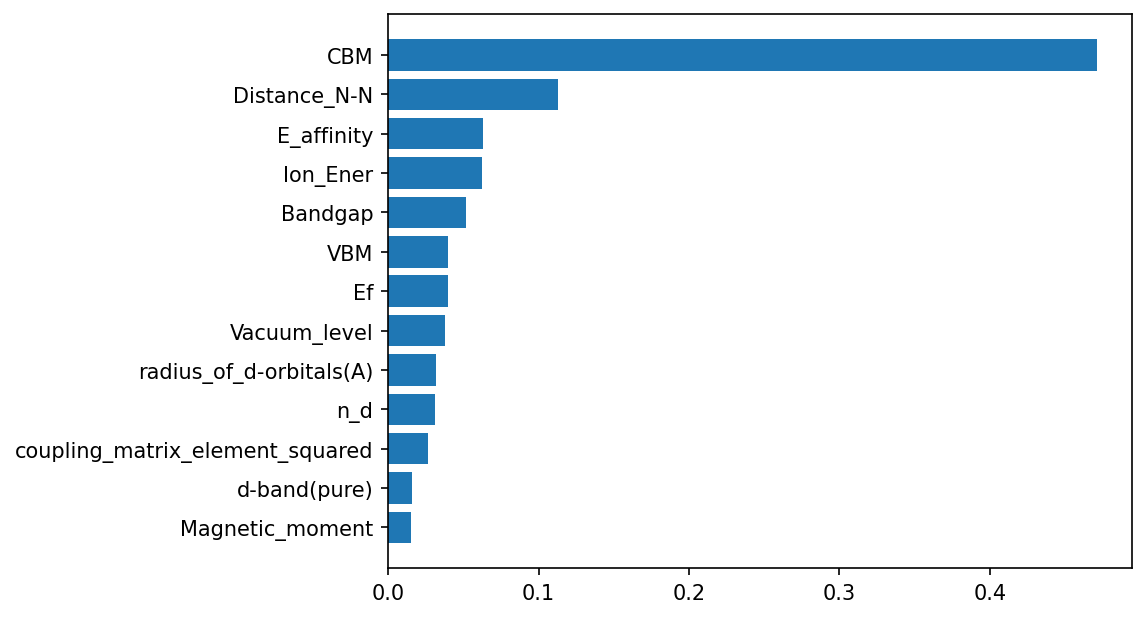 CBM
Distance_N-N
E_affinity
Ion_Ener
Bandgap
VBM
Ef
Vacuum_level
radius_of_d-orbitals(A)
n_d
coupling_matrix_element_squared
d-band(pure)
Magnetic_moment
0.0 0.1 0.2 0.3 0.4